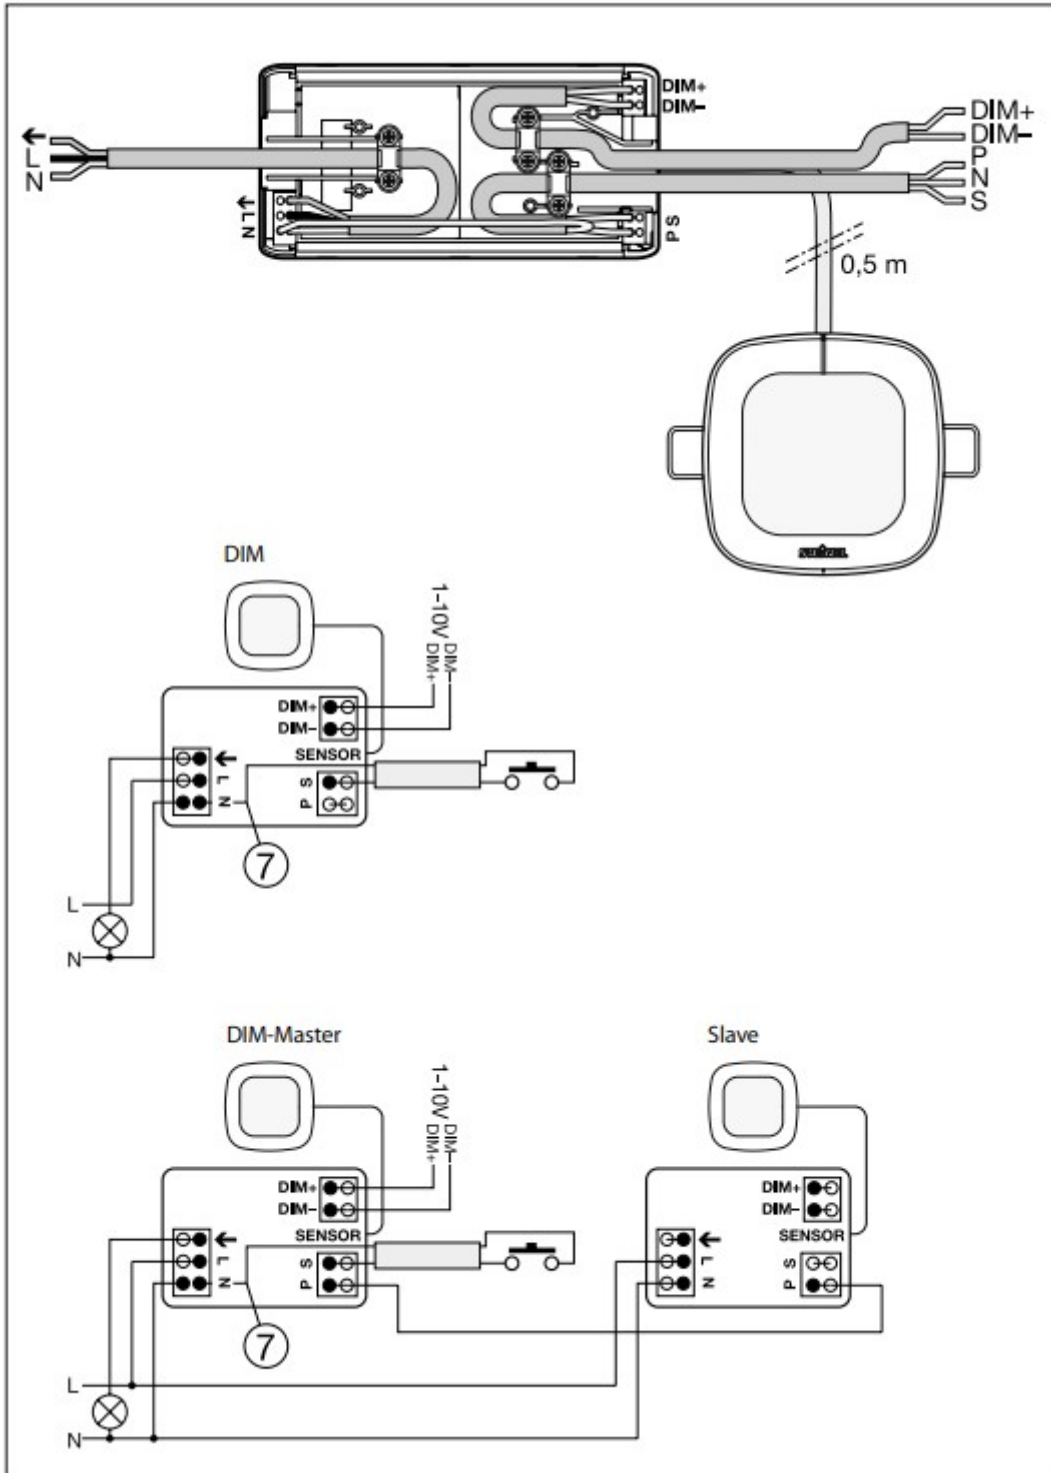 DIM+
DIM–
DIM+
DIM–
P
N
S
←
L
N
← L N
P S
0,5 m
STEINEL
DIM
1-10V
DIM+ DIM–
DIM+
DIM–
SENSOR
←
L
N
S
P
7
L
N
DIM-Master
Slave
1-10V
DIM+ DIM–
DIM+
DIM–
SENSOR
←
L
N
S
P
7
DIM+
DIM–
SENSOR
←
L
N
S
P
L
N